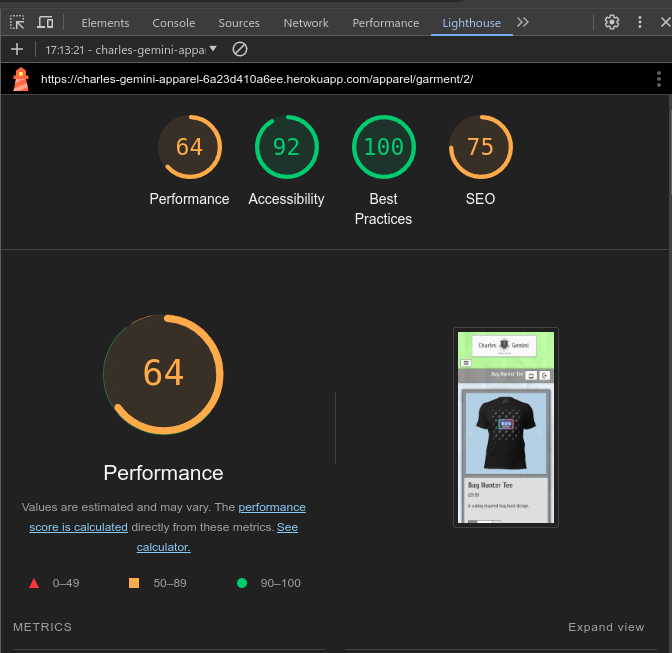 Elements Console Sources Network Performance Lighthouse
17:13:21 - charles-gemini-appa
https://charles-gemini-apparel-6a23d410a6ee.herokuapp.com/apparel/garment/2/
64 92 100 75
Performance Accessibility Best Practices SEO
64
Performance
Values are estimated and may vary. The performance
score is calculated directly from these metrics. See
calculator.
0–49 50–89 90–100
Charles Gemini
Bug Hunter Tee
Bug Hunter Tee
A coding inspired bug hunt design.
METRICS Expand view